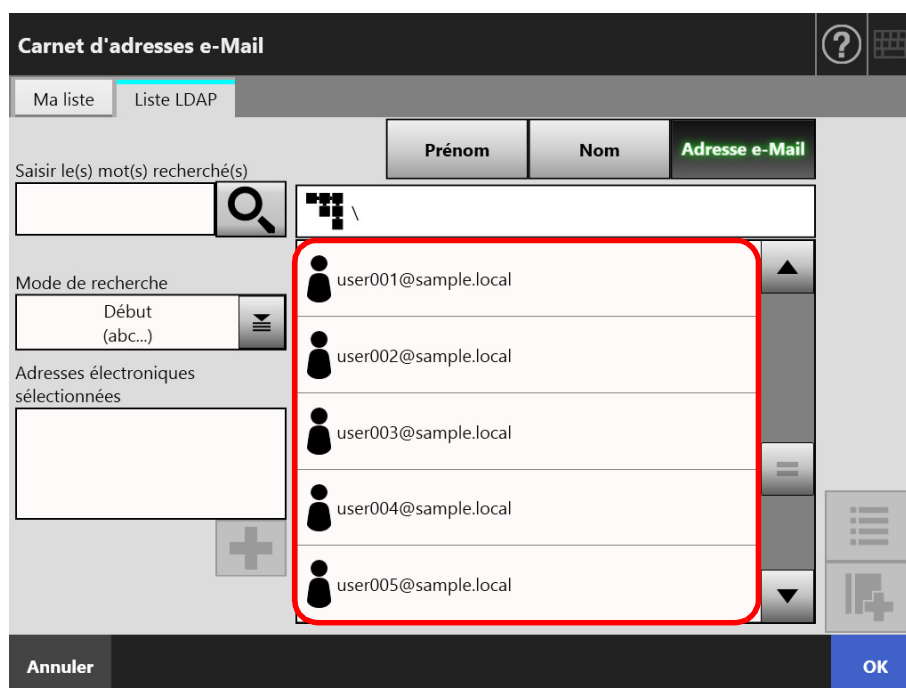 Carnet d'adresses e-Mail
?
Ma liste
Liste LDAP
Prénom
Nom
Adresse e-Mail
Saisir le(s) mot(s) recherché(s)
\
Mode de recherche
Début
(abc...)
Adresses électroniques
sélectionnées
user001@sample.local
user002@sample.local
user003@sample.local
user004@sample.local
user005@sample.local
Annuler
OK